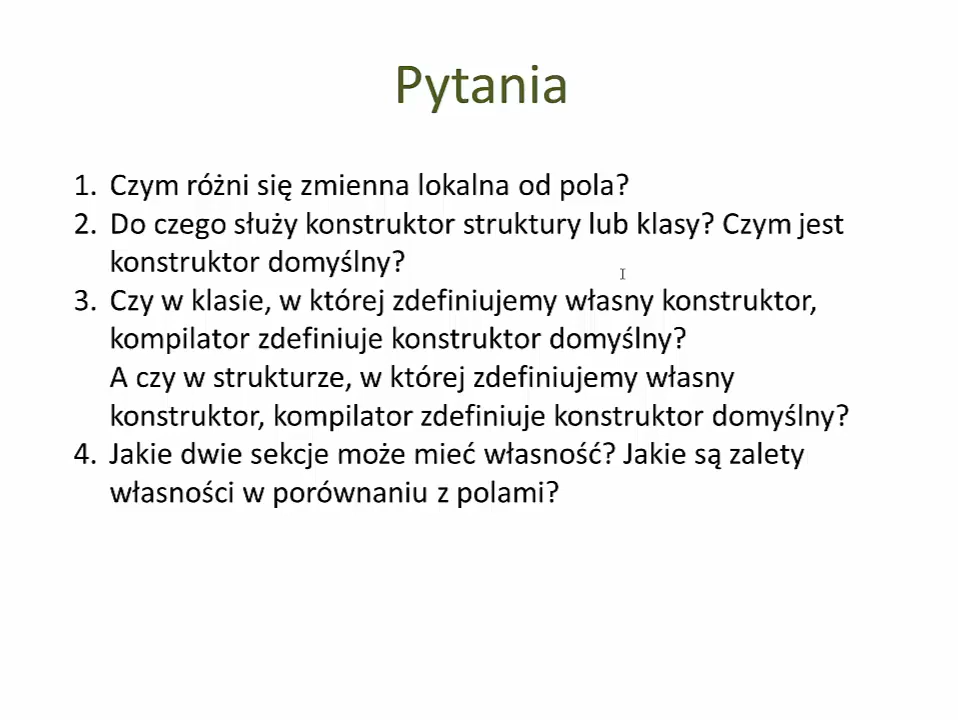 Pytania
1. Czym różni się zmienna lokalna od pola?
2. Do czego służy konstruktor struktury lub klasy? Czym jest
konstruktor domyślny?
3. Czy w klasie, w której zdefiniujemy własny konstruktor,
kompilator zdefiniuje konstruktor domyślny?
A czy w strukturze, w której zdefiniujemy własny
konstruktor, kompilator zdefiniuje konstruktor domyślny?
4. Jakie dwie sekcje może mieć własność? Jakie są zalety
własności w porównaniu z polami?